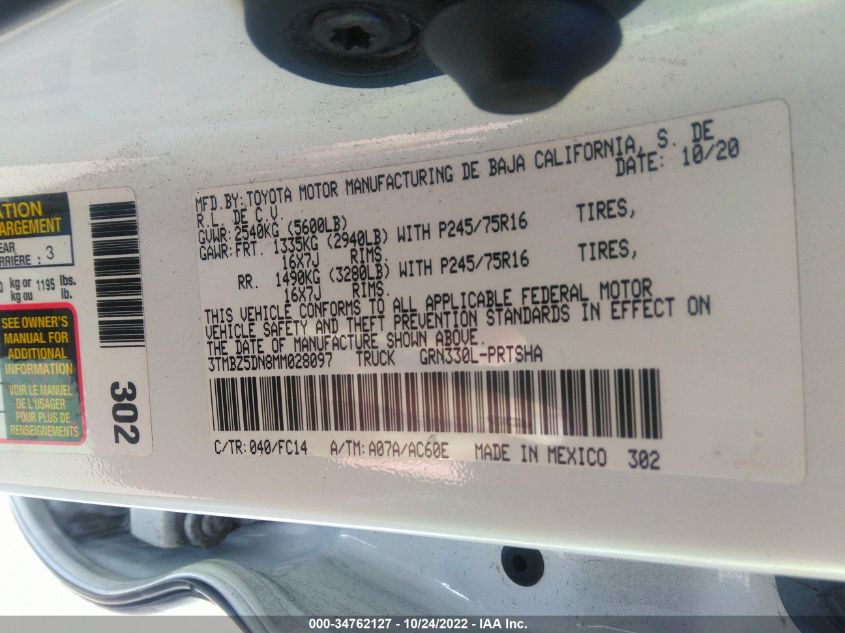 MFD.BY:TOYOTA MOTOR MANUFACTURING DE BAJA CALIFORNIA, S. DE
R.L. DE C.V. DATE: 10/20
GVWR:2540KG (5600LB)
GAWR:FRT. 1335KG (2940LB) WITH P245/75R16 TIRES,
16X7J RIMS.
RR. 1490KG (3280LB) WITH P245/75R16 TIRES,
16X7J RIMS.
THIS VEHICLE CONFORMS TO ALL APPLICABLE FEDERAL MOTOR
VEHICLE SAFETY AND THEFT PREVENTION STANDARDS IN EFFECT ON
THE DATE OF MANUFACTURE SHOWN ABOVE.
3TMBZ5DN8MM028097 TRUCK GRN330L-PRTSHA
C/TR:040/FC14 A/TM:A07A/AC60E MADE IN MEXICO 302
3
kg or 1195 lbs.
kg ou lb.
SEE OWNER'S
MANUAL FOR
ADDITIONAL
INFORMATION
VOIR LE MANUEL
DE L'USAGER
POUR PLUS DE
RENSEIGNEMENTS
302
000-34762127 - 10/24/2022 - PRT - IAA Inc.